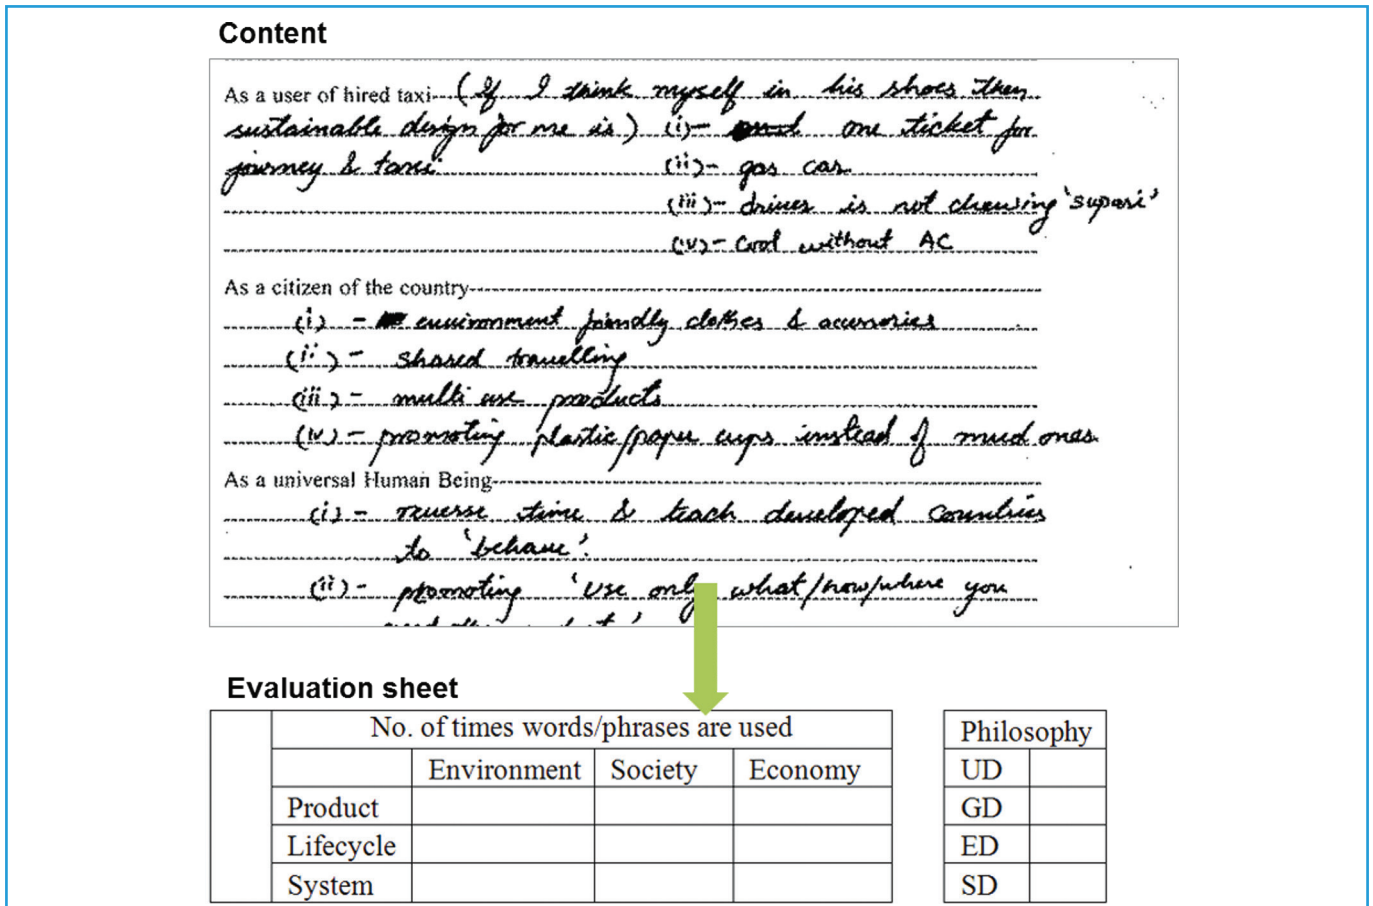 Content
As a user of hired taxi--- (If I think myself in his shoes then
sustainable design for me is) (i)- one ticket for
journey & taxi. (ii)- gas car.
(iii)- driver is not chewing 'supari'
(iv)- cool without AC
As a citizen of the country---
(i) - environment friendly clothes & accessories
(ii) - shared travelling
(iii) - multi use products
(iv) - promoting plastic/paper cups instead of mud ones.
As a universal Human Being---
(i) - reverse time & teach developed countries
to 'behave'.
(ii) - promoting 'use only what/how/where you
Evaluation sheet
No. of times words/phrases are used
Environment Society Economy
Product
Lifecycle
System
Philosophy
UD
GD
ED
SD